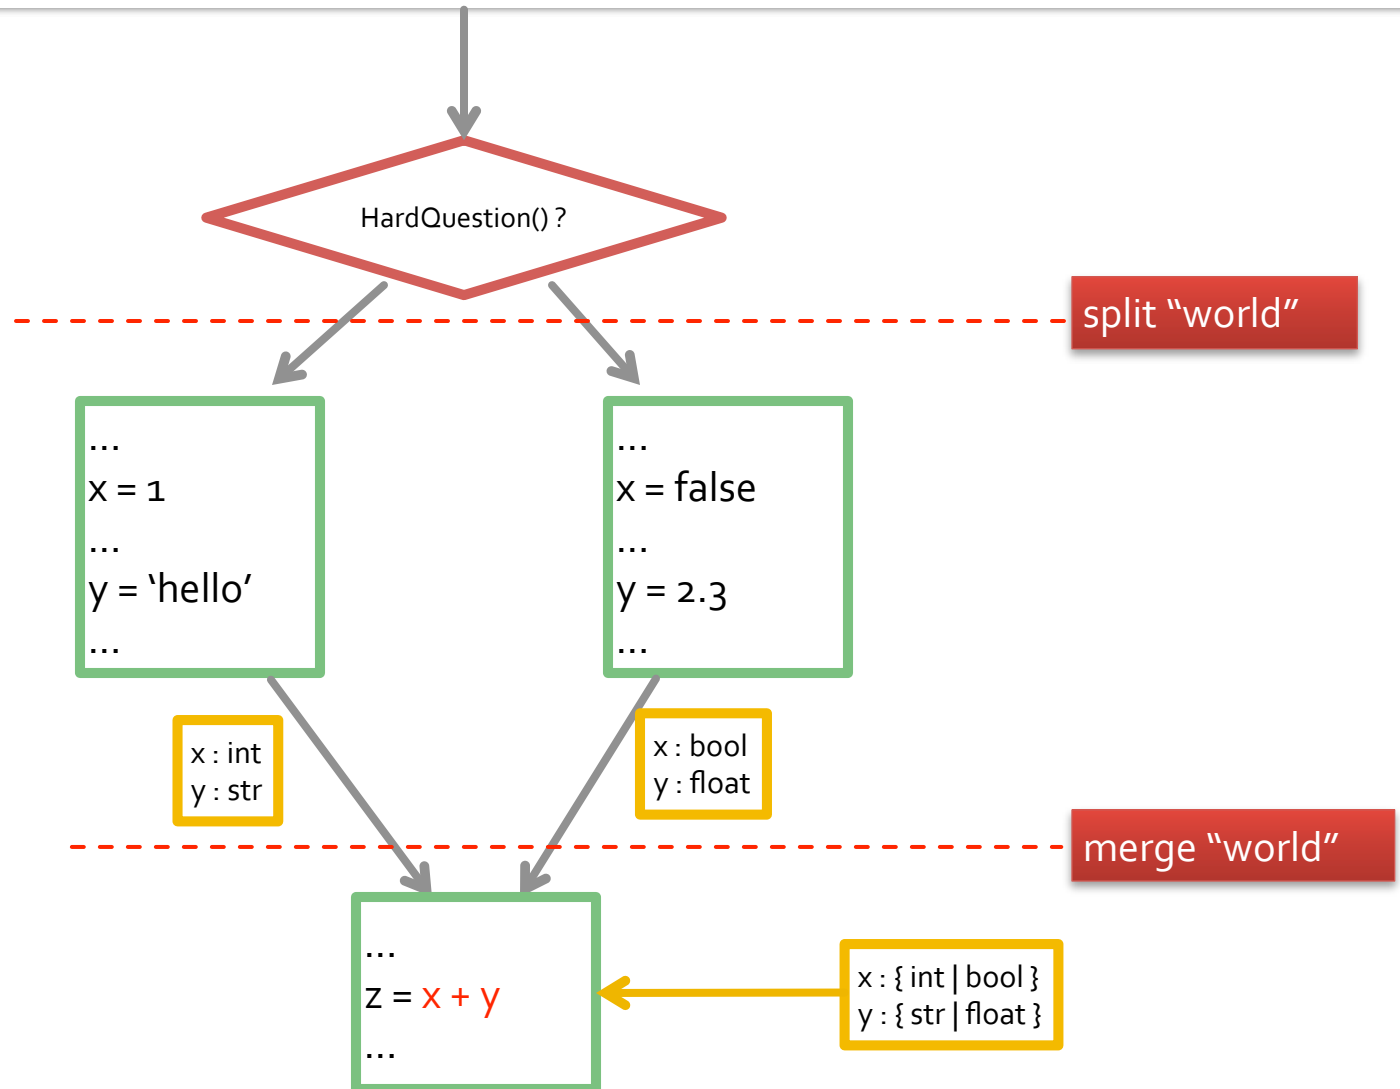 HardQuestion() ?
split “world”
...
x = 1
...
y = ‘hello’
...
...
x = false
...
y = 2.3
...
x : int
y : str
x : bool
y : float
merge “world”
...
z = x + y
...
x : { int | bool }
y : { str | float }